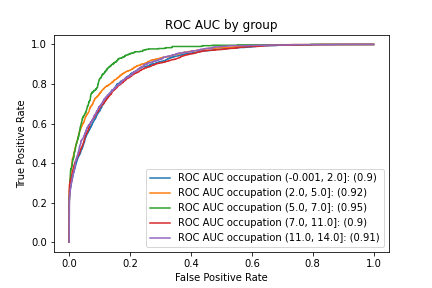 ROC AUC by group
True Positive Rate
1.0
0.8
0.6
0.4
0.2
0.0
ROC AUC occupation (-0.001, 2.0]: (0.9)
ROC AUC occupation (2.0, 5.0]: (0.92)
ROC AUC occupation (5.0, 7.0]: (0.95)
ROC AUC occupation (7.0, 11.0]: (0.9)
ROC AUC occupation (11.0, 14.0]: (0.91)
0.0 0.2 0.4 0.6 0.8 1.0
False Positive Rate